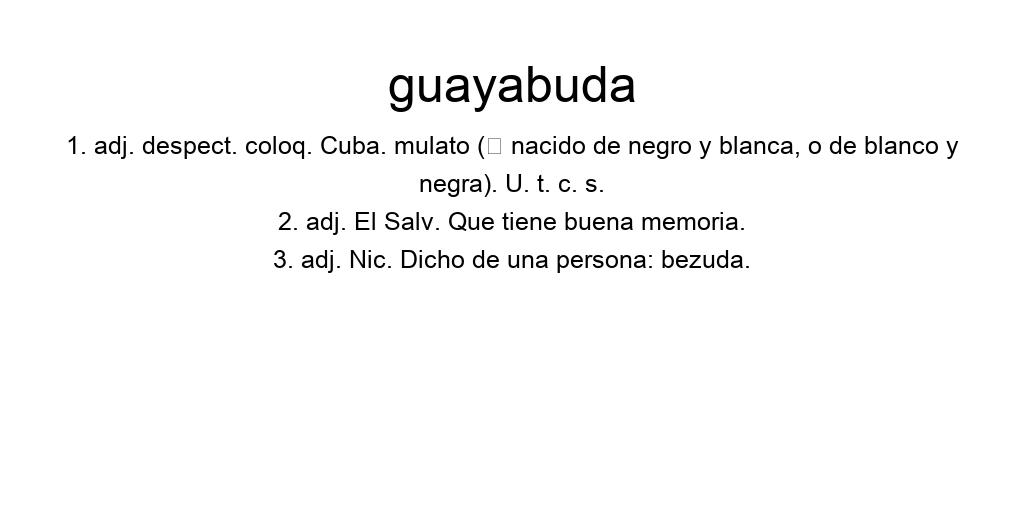 guayabuda
1. adj. despect. coloq. Cuba. mulato (□ nacido de negro y blanca, o de blanco y
negra). U. t. c. s.
2. adj. El Salv. Que tiene buena memoria.
3. adj. Nic. Dicho de una persona: bezuda.